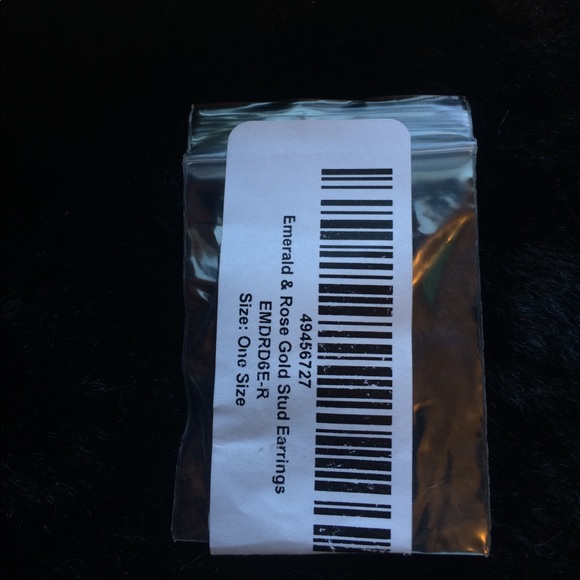 49456727
Emerald & Rose Gold Stud Earrings
EMDRD6E-R
Size: One Size